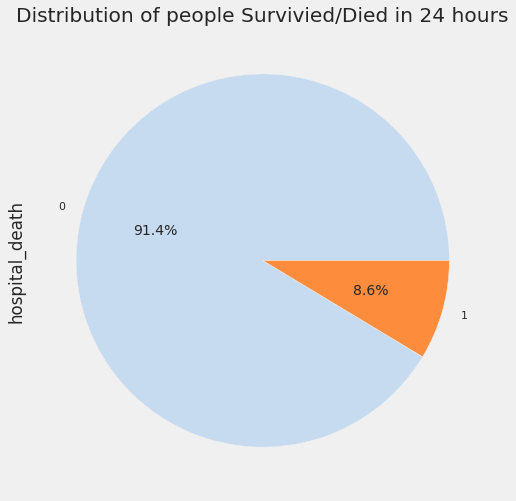 Distribution of people Survivied/Died in 24 hours
0
91.4%
hospital_death
8.6%
1